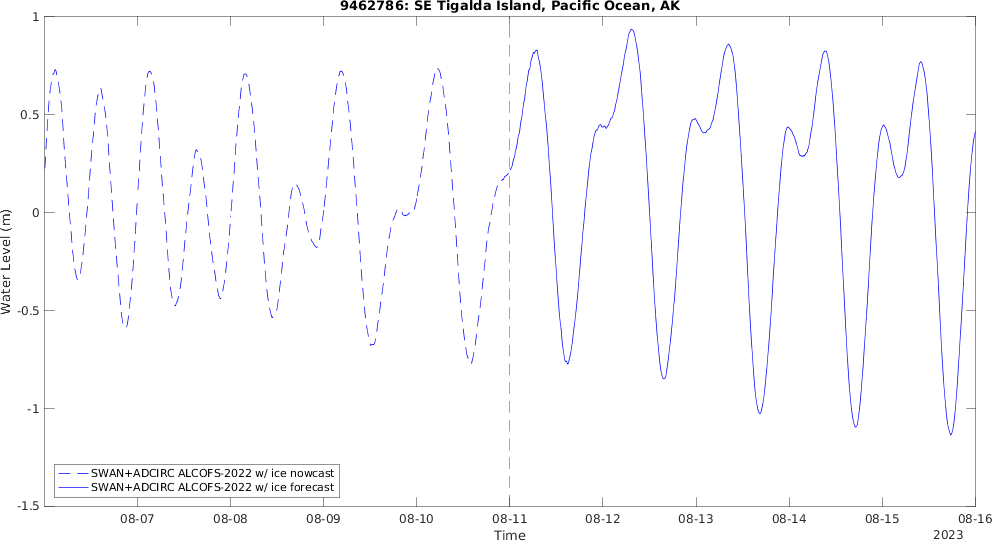 9462786: SE Tigalda Island, Pacific Ocean, AK
1
0.5
0
-0.5
-1
-1.5
Water Level (m)
SWAN+ADCIRC ALCOFS-2022 w/ ice nowcast
SWAN+ADCIRC ALCOFS-2022 w/ ice forecast
08-07 08-08 08-09 08-10 08-11 08-12 08-13 08-14 08-15 08-16
Time
2023